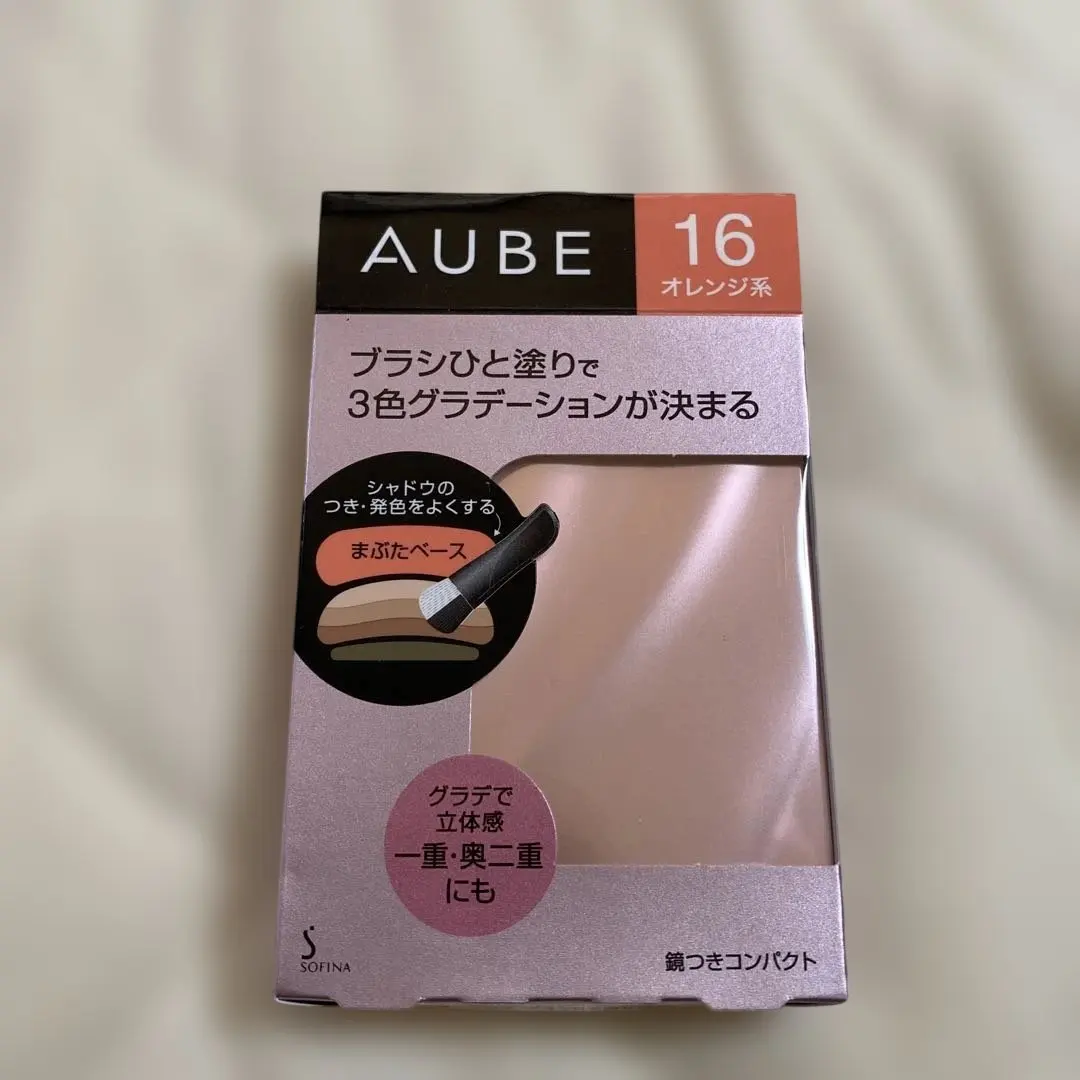 AUBE
16
オレンジ系
ブラシひと塗りで
3色グラデーションが決まる
シャドウの
つき・発色をよくする
まぶたベース
グラデで
立体感
一重・奥二重
にも
SOFINA
鏡つきコンパクト